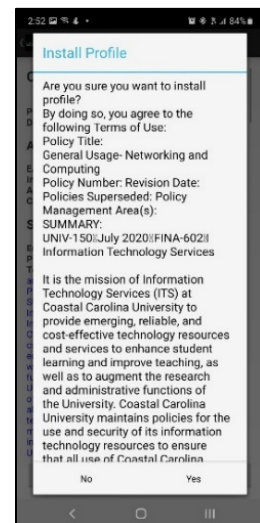 2:52
84%
Install Profile
Are you sure you want to install
profile?
By doing so, you agree to the
following Terms of Use:
Policy Title:
General Usage- Networking and
Computing
Policy Number: Revision Date:
Policies Superseded: Policy
Management Area(s):
SUMMARY:
UNIV-150 July 2020 FINA-602
Information Technology Services
It is the mission of Information
Technology Services (ITS) at
Coastal Carolina University to
provide emerging, reliable, and
cost-effective technology resources
and services to enhance student
learning and improve teaching, as
well as to augment the research
and administrative functions of
the University. Coastal Carolina
University maintains policies for the
use and security of its information
technology resources to ensure
that all use of Coastal Carolina
No Yes